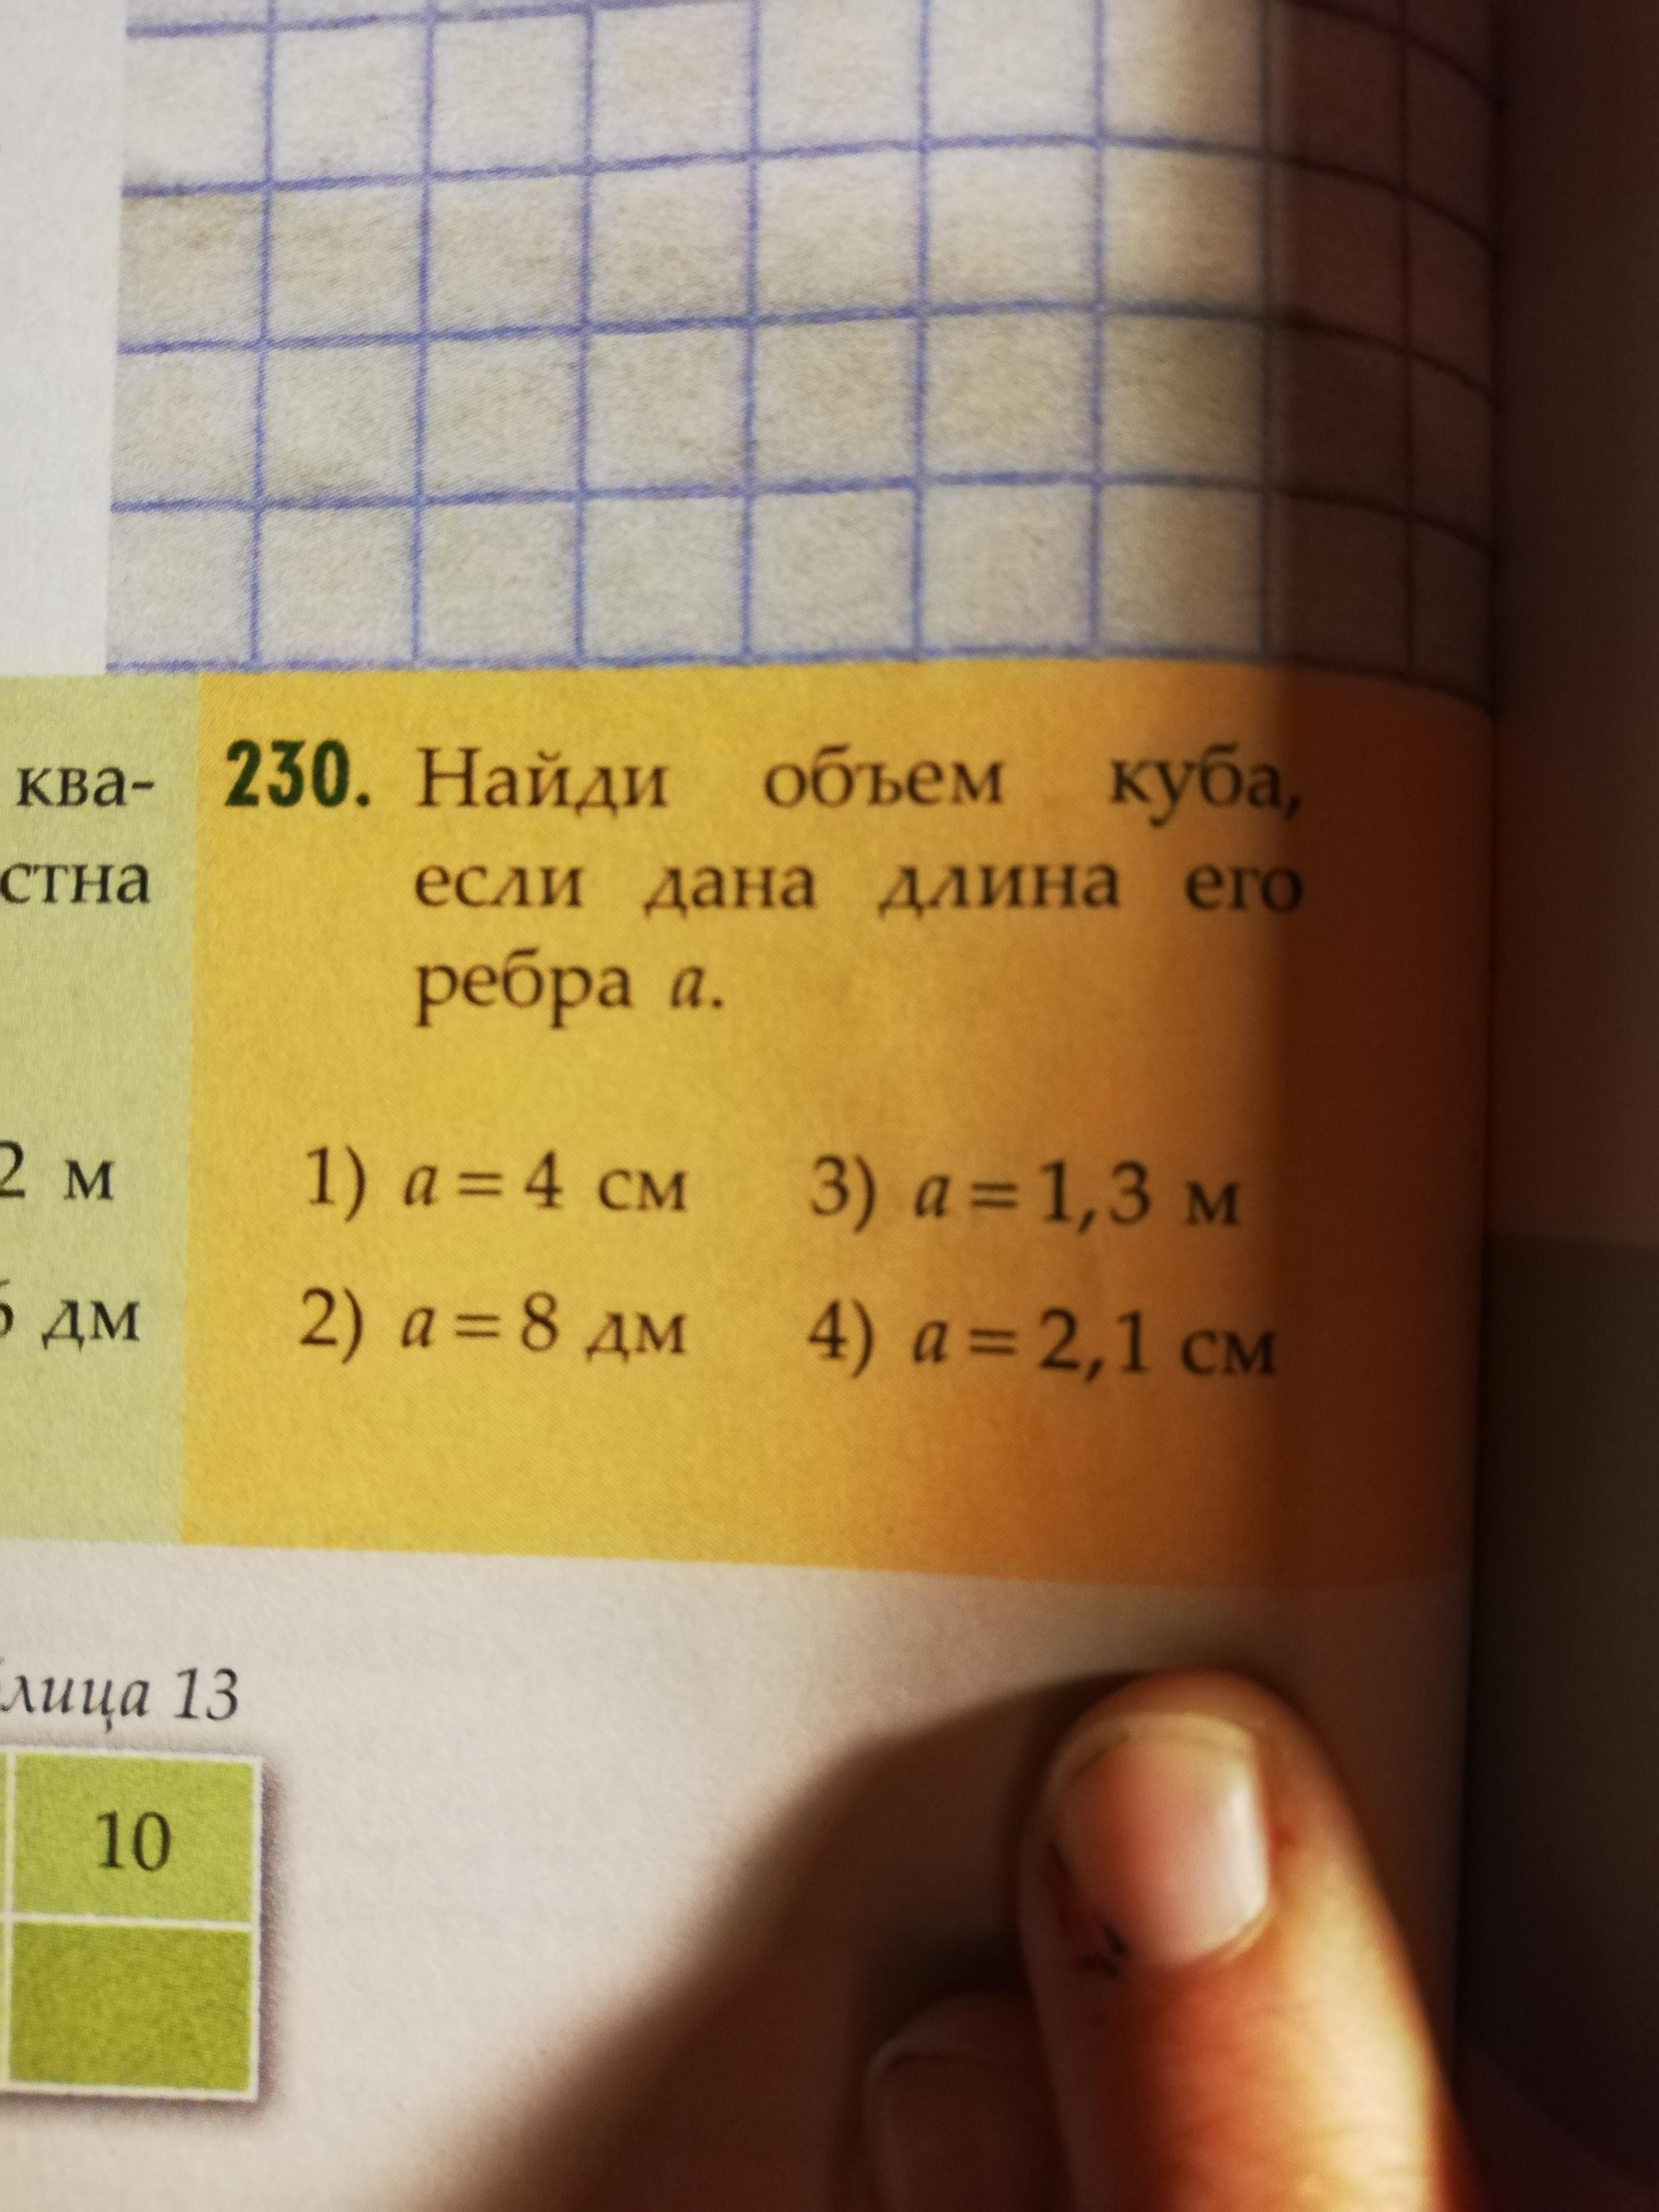 ква-
стна
2 м
дм
230. Найди объем куба,
если дана длина его
ребра a.
1) a = 4 см 3) a = 1,3 м
2) a = 8 дм 4) a = 2,1 см
лица 13
10